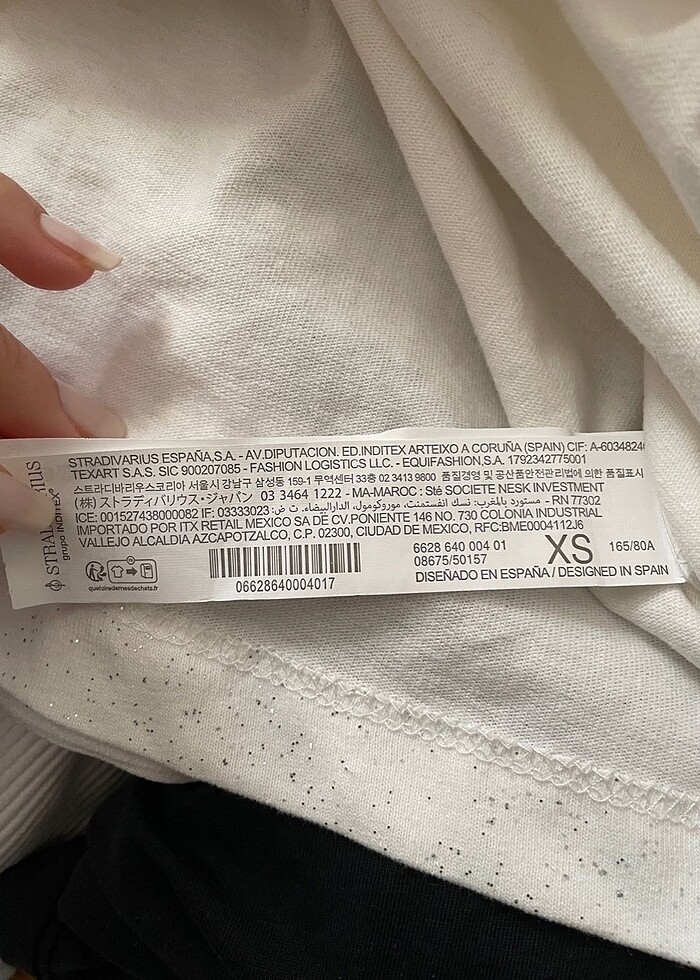 STRADIVARIUS ESPAÑA,S.A. - AV.DIPUTACION. ED.INDITEX ARTEIXO A CORUÑA (SPAIN) CIF: A-6034824
TEXART S.A.S. SIC 900207085 - FASHION LOGISTICS LLC. - EQUIFASHION,S.A. 1792342775001
스트라디바리우스코리아 서울시 강남구 삼성동 159-1 무역센터 33층 02 3413 9800 품질경영 및 공산품안전관리법에 의한 품질표시
(株) ストラディバリウス・ジャパン 03 3464 1222 - MA-MAROC : Sté SOCIETE NESK INVESTMENT
ICE: 001527438000082 IF: 03333023 مستورد بالمغرب: نسك انفستمنت، موروكومول، الدارالبيضاء. ت ض: - RN 77302
IMPORTADO POR ITX RETAIL MEXICO SA DE CV.PONIENTE 146 NO. 730 COLONIA INDUSTRIAL
VALLEJO ALCALDIA AZCAPOTZALCO, C.P. 02300, CIUDAD DE MEXICO, RFC:BME0004112J6
grupo INDITEX
quefairedemesdechets.fr
06628640004017
6628 640 004 01
08675/50157
XS
165/80A
DISEÑADO EN ESPAÑA / DESIGNED IN SPAIN